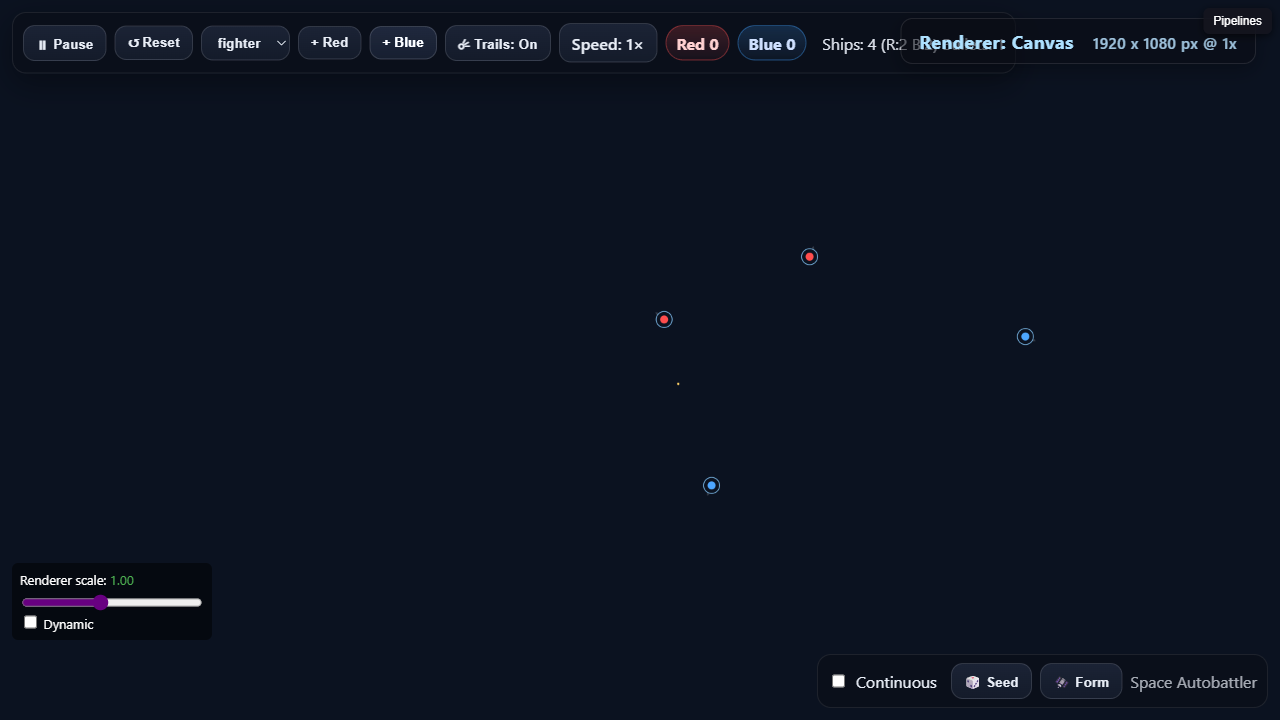 Pipelines
⏸ Pause
↺ Reset
fighter
+ Red
+ Blue
Trails: On
Speed: 1×
Red 0
Blue 0
Ships: 4 (R:2
Renderer: Canvas
1920 x 1080 px @ 1x
Renderer scale: 1.00
Dynamic
Continuous
Seed
Form
Space Autobattler